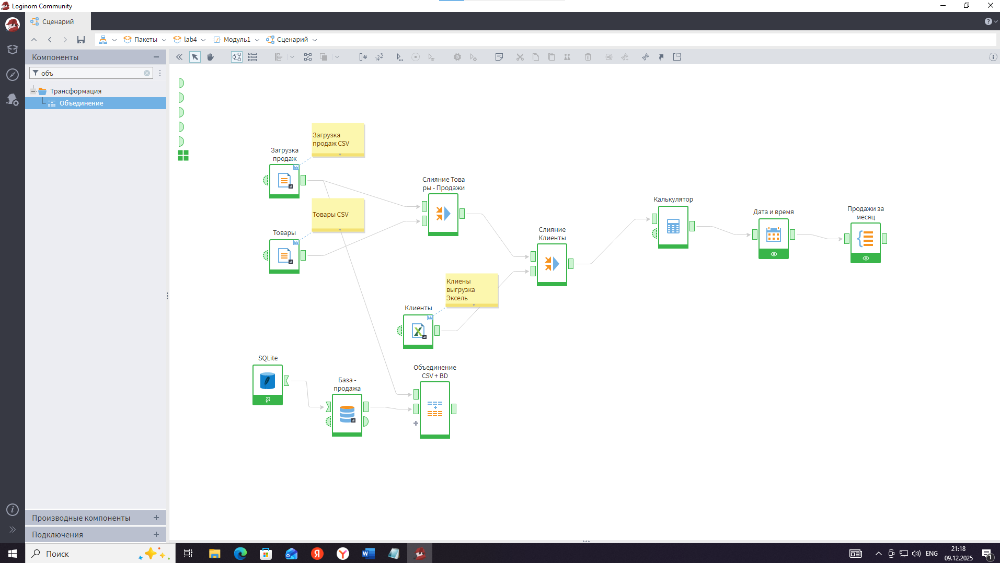 Loginom Community
Сценарий
Пакеты
lab4
Модуль1
Сценарий
Компоненты
объ
Трансформация
Объединение
Загрузка
продаж CSV
Загрузка
продаж
Слияние Това
ры - Продажи
Товары CSV
Товары
Калькулятор
Дата и время
Продажи за
месяц
Слияние
Клиенты
Клиены
выгрузка
Эксель
Клиенты
SQLite
База -
продажа
Объединение
CSV + BD
Производные компоненты
Подключения
Поиск
ENG
21:18
09.12.2025
1